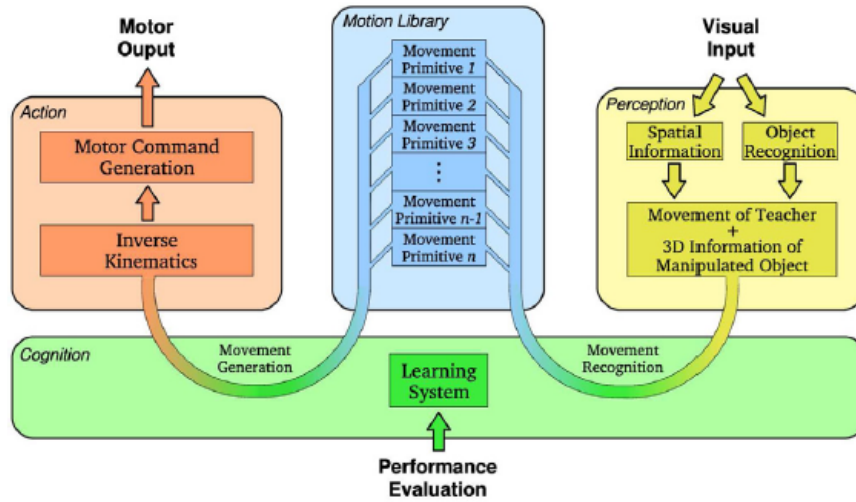 Motor
Ouput
Action
Motor Command
Generation
Inverse
Kinematics
Motion Library
Movement
Primitive 1
Movement
Primitive 2
Movement
Primitive 3
⋮
Movement
Primitive n-1
Movement
Primitive n
Visual
Input
Perception
Spatial
Information
Object
Recognition
Movement of Teacher
+
3D Information of
Manipulated Object
Cognition
Movement
Generation
Learning
System
Movement
Recognition
Performance
Evaluation